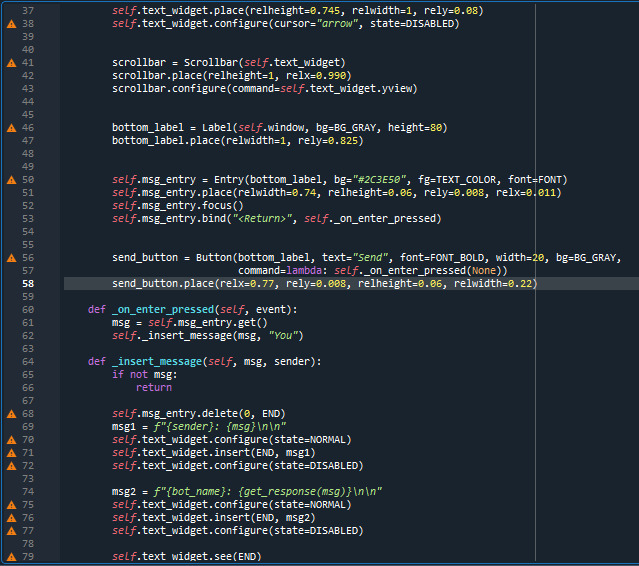 37 self.text_widget.place(relheight=0.745, relwidth=1, rely=0.08)
38 self.text_widget.configure(cursor="arrow", state=DISABLED)
39
40
41 scrollbar = Scrollbar(self.text_widget)
42 scrollbar.place(relheight=1, relx=0.990)
43 scrollbar.configure(command=self.text_widget.yview)
44
45
46 bottom_label = Label(self.window, bg=BG_GRAY, height=80)
47 bottom_label.place(relwidth=1, rely=0.825)
48
49
50 self.msg_entry = Entry(bottom_label, bg="#2C3E50", fg=TEXT_COLOR, font=FONT)
51 self.msg_entry.place(relwidth=0.74, relheight=0.06, rely=0.008, relx=0.011)
52 self.msg_entry.focus()
53 self.msg_entry.bind("<Return>", self._on_enter_pressed)
54
55
56 send_button = Button(bottom_label, text="Send", font=FONT_BOLD, width=20, bg=BG_GRAY,
57 command=lambda: self._on_enter_pressed(None))
58 send_button.place(relx=0.77, rely=0.008, relheight=0.06, relwidth=0.22)
59
60 def _on_enter_pressed(self, event):
61 msg = self.msg_entry.get()
62 self._insert_message(msg, "You")
63
64 def _insert_message(self, msg, sender):
65 if not msg:
66 return
67
68 self.msg_entry.delete(0, END)
69 msg1 = f"{sender}: {msg}\n\n"
70 self.text_widget.configure(state=NORMAL)
71 self.text_widget.insert(END, msg1)
72 self.text_widget.configure(state=DISABLED)
73
74 msg2 = f"{bot_name}: {get_response(msg)}\n\n"
75 self.text_widget.configure(state=NORMAL)
76 self.text_widget.insert(END, msg2)
77 self.text_widget.configure(state=DISABLED)
78
79 self.text_widget.see(END)